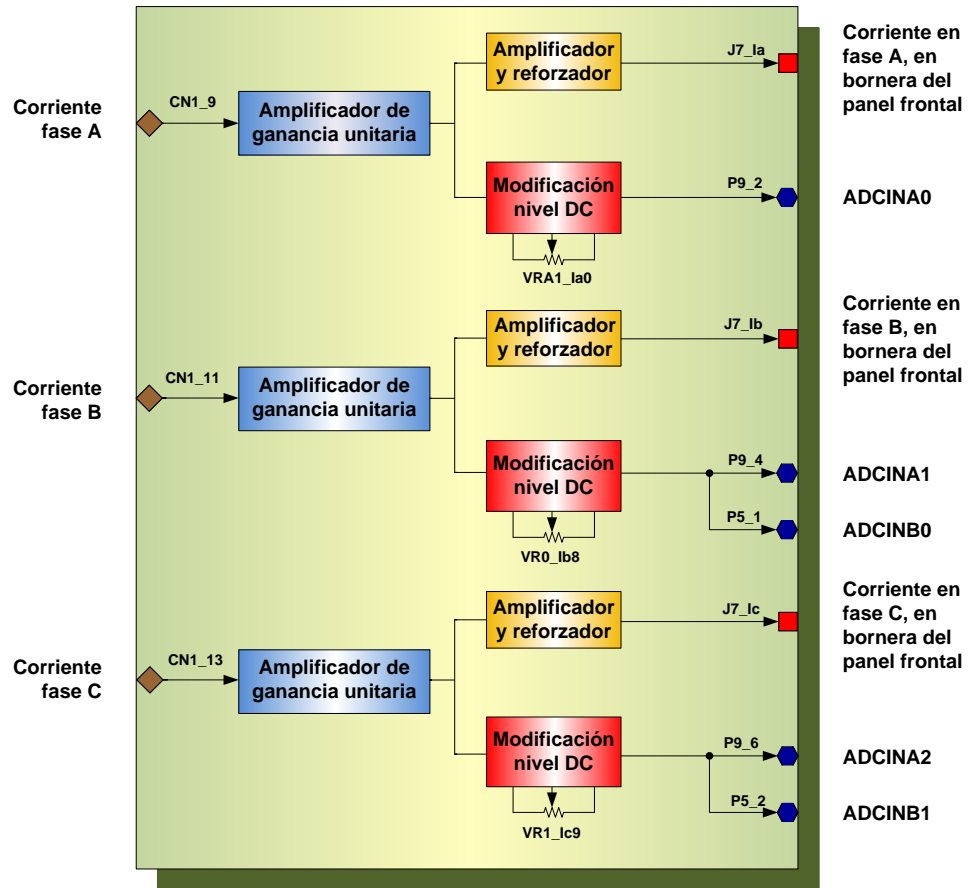 Corriente
fase A
CN1_9
Amplificador de
ganancia unitaria
Amplificador
y reforzador
J7_Ia
Corriente en
fase A, en
bornera del
panel frontal
Modificación
nivel DC
VRA1_Ia0
P9_2
ADCINA0
Corriente
fase B
CN1_11
Amplificador de
ganancia unitaria
Amplificador
y reforzador
J7_Ib
Corriente en
fase B, en
bornera del
panel frontal
Modificación
nivel DC
VR0_Ib8
P9_4
ADCINA1
P5_1
ADCINB0
Corriente
fase C
CN1_13
Amplificador de
ganancia unitaria
Amplificador
y reforzador
J7_Ic
Corriente en
fase C, en
bornera del
panel frontal
Modificación
nivel DC
VR1_Ic9
P9_6
ADCINA2
P5_2
ADCINB1